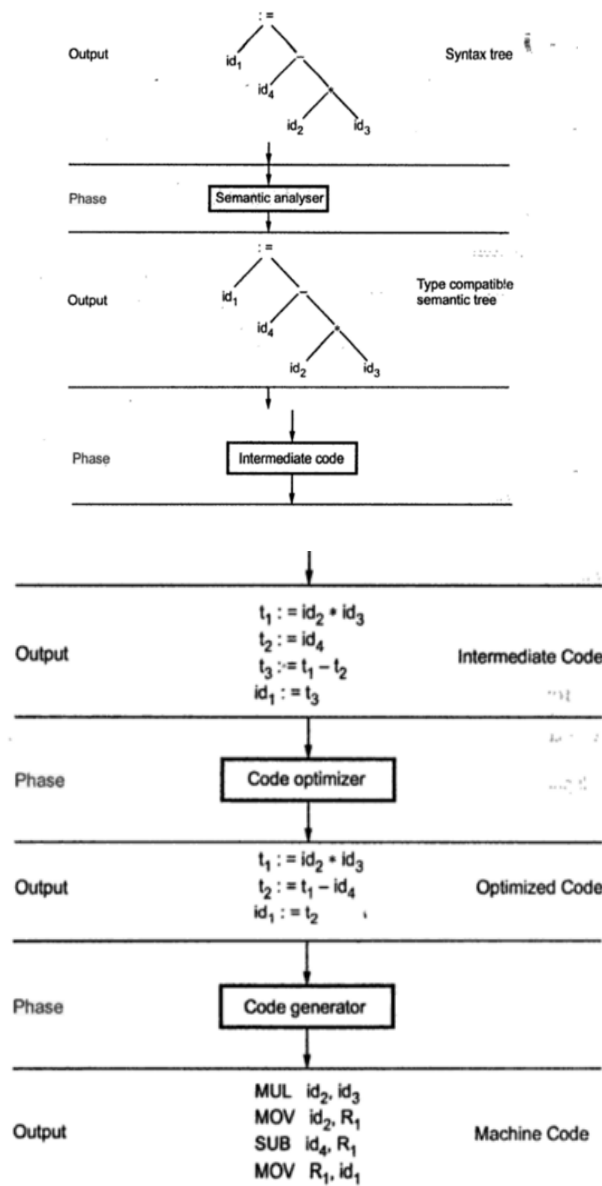 :=
Output
id₁
−
Syntax tree
id₄
*
id₂ id₃
Phase
Semantic analyser
:=
Output
id₁
−
Type compatible
semantic tree
id₄
*
id₂ id₃
Phase
Intermediate code
t₁ := id₂ * id₃
t₂ := id₄
Output
t₃ := t₁ − t₂
Intermediate Code
id₁ := t₃
Phase
Code optimizer
t₁ := id₂ * id₃
Output
t₂ := t₁ − id₄
Optimized Code
id₁ := t₂
Phase
Code generator
MUL id₂, id₃
MOV id₂, R₁
Output
SUB id₄, R₁
Machine Code
MOV R₁, id₁